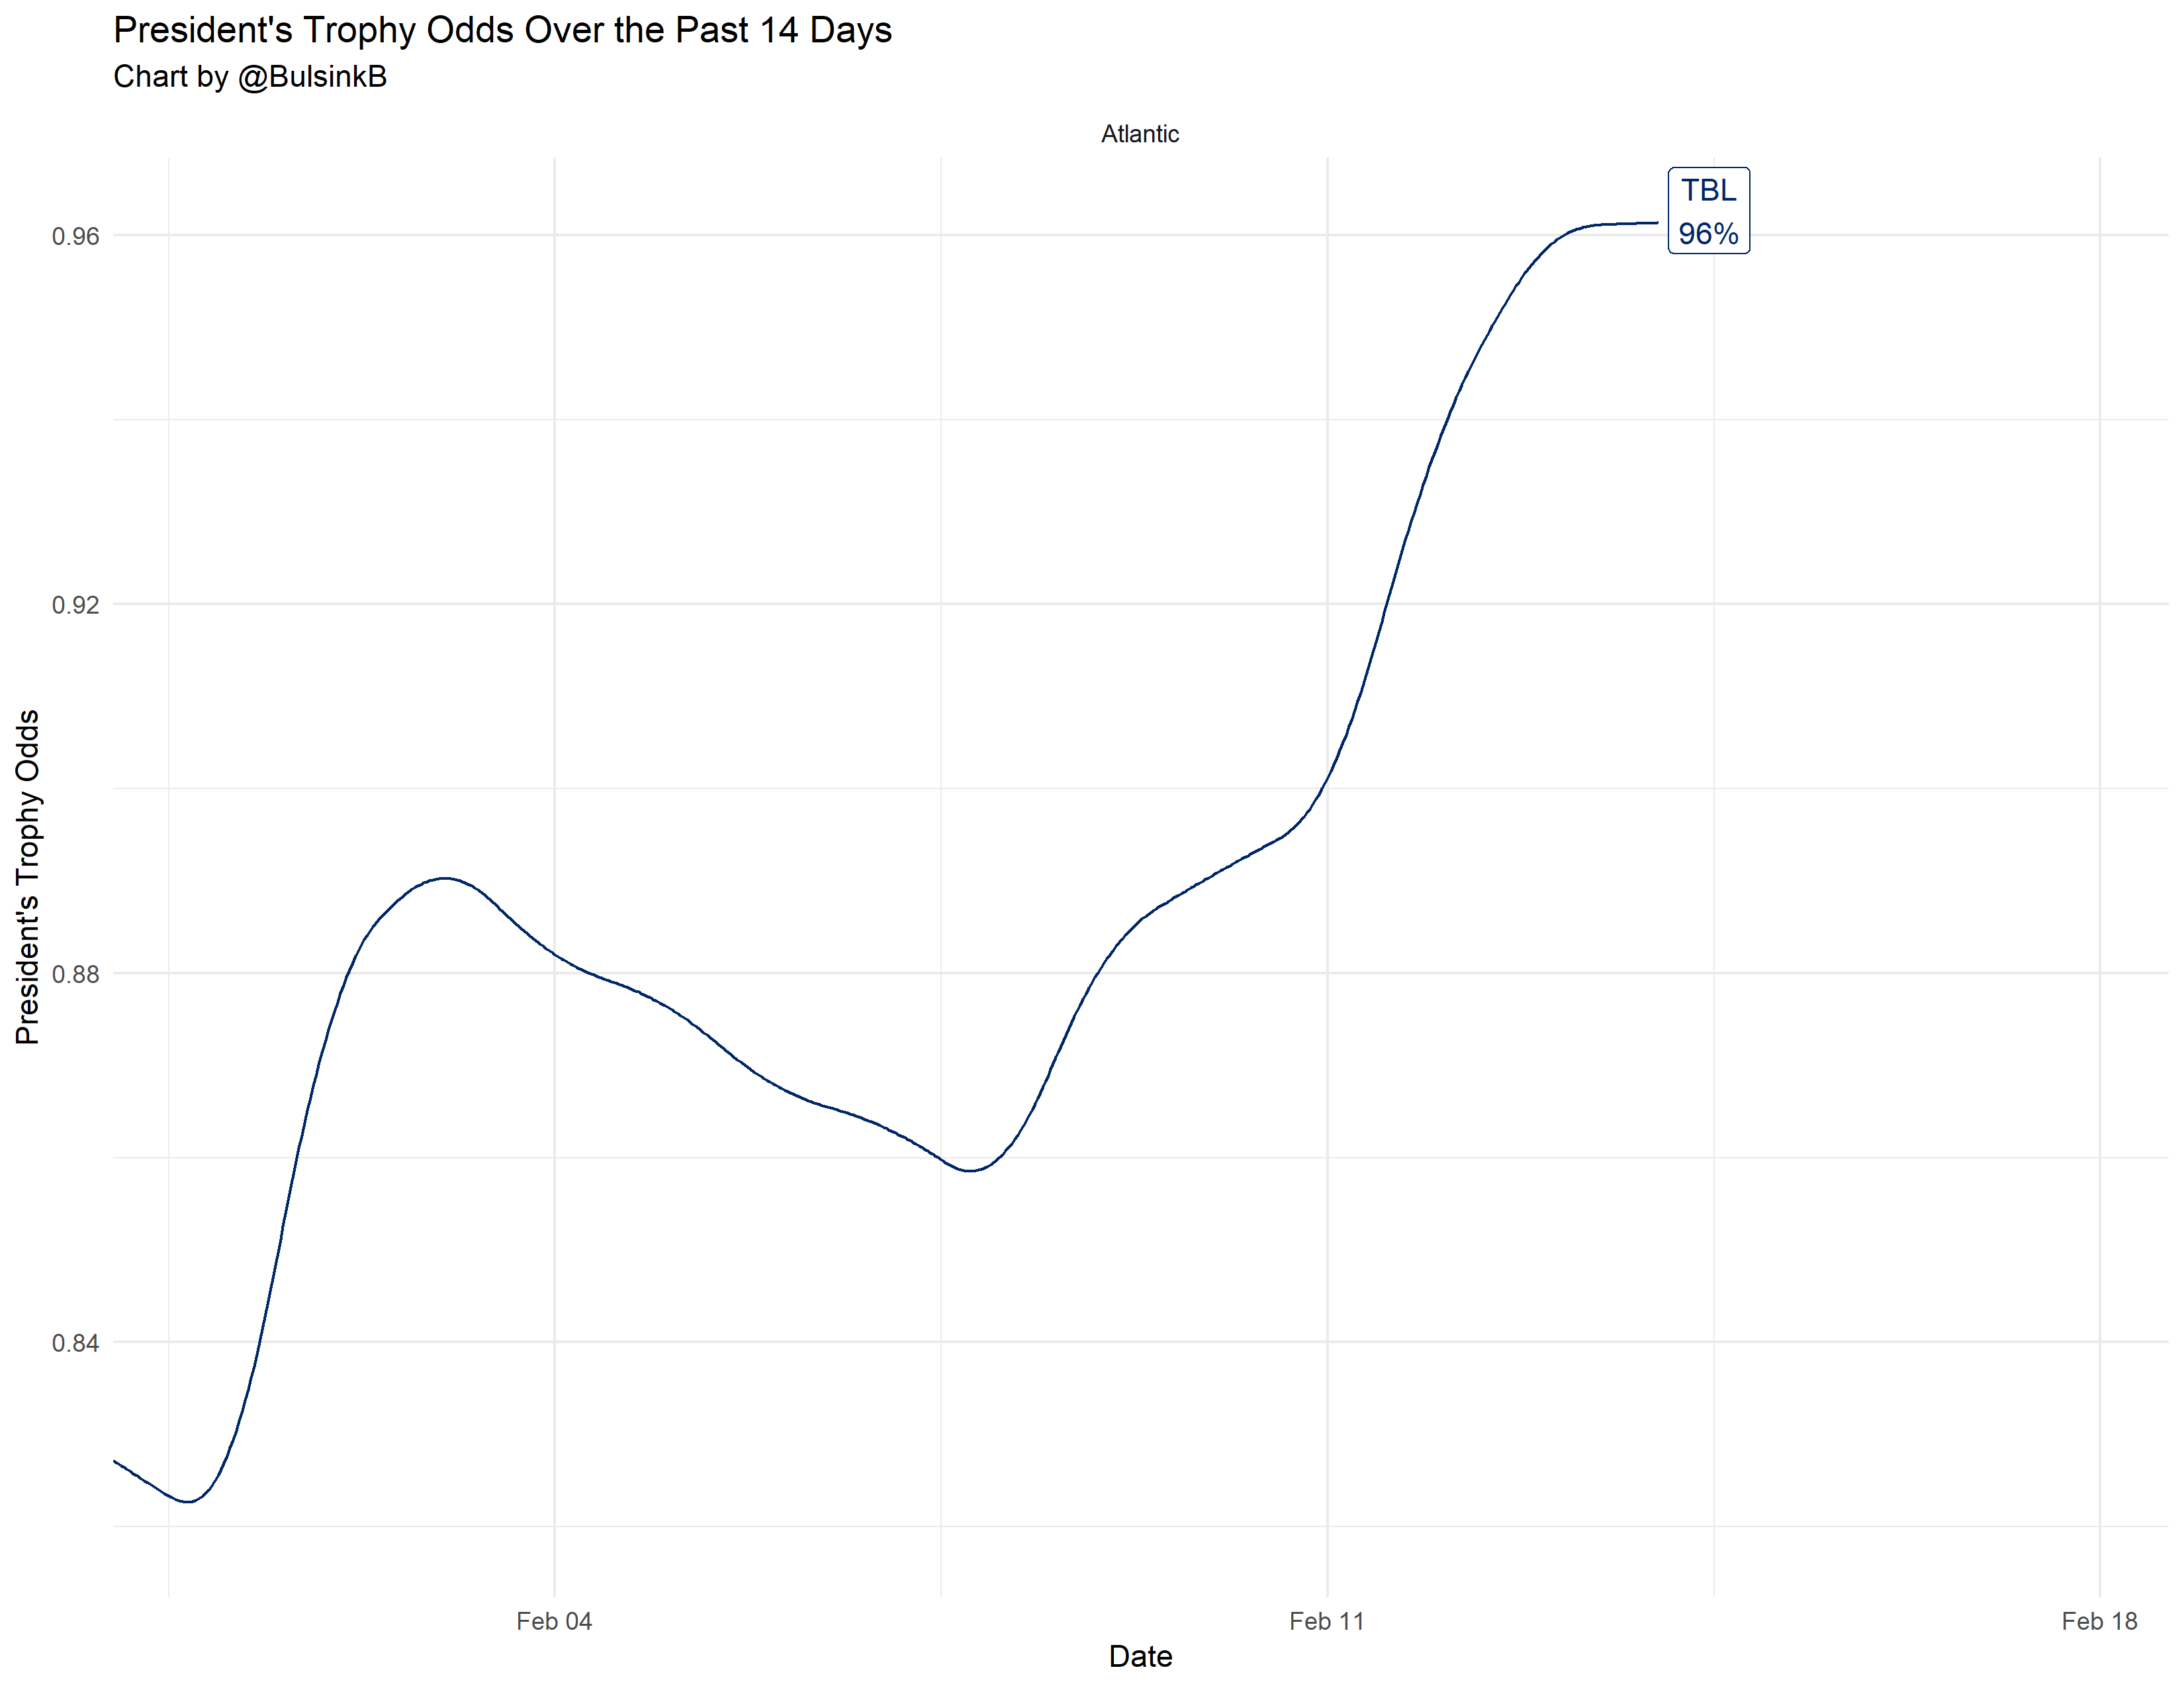 President's Trophy Odds Over the Past 14 Days
Chart by @BulsinkB
Atlantic
TBL
96%
0.96
0.92
0.88
0.84
President's Trophy Odds
Feb 04
Feb 11
Feb 18
Date